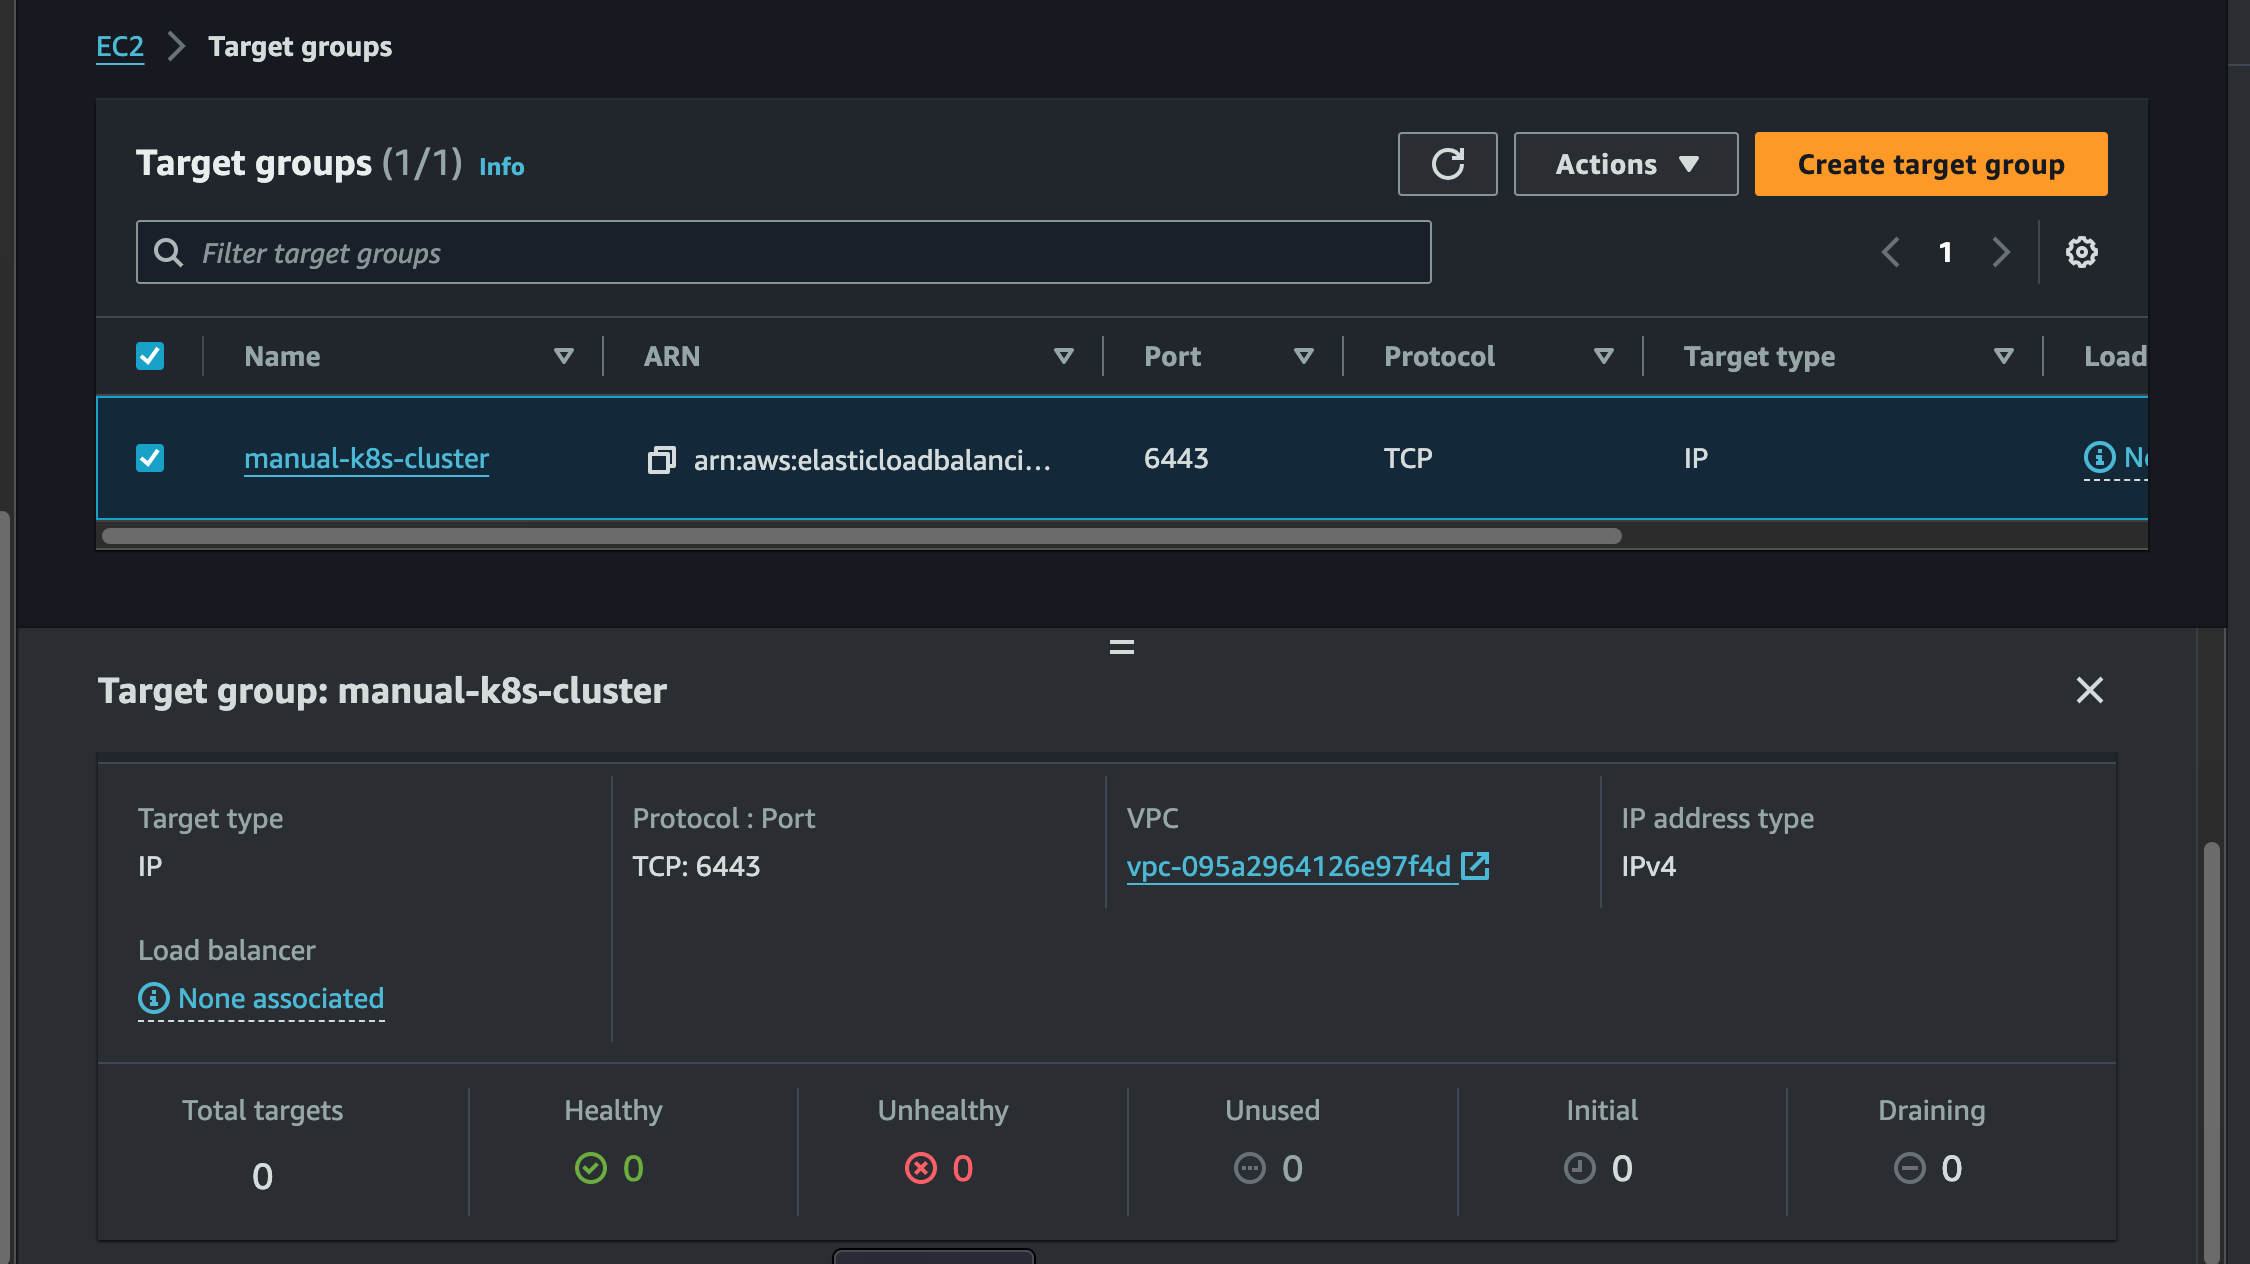 EC2 > Target groups
Target groups (1/1) Info
Actions
Create target group
Filter target groups
1
Name ARN Port Protocol Target type Load
manual-k8s-cluster arn:aws:elasticloadbalanci... 6443 TCP IP
Target group: manual-k8s-cluster
Target type Protocol : Port VPC IP address type
IP TCP: 6443 vpc-095a2964126e97f4d IPv4
Load balancer
None associated
Total targets Healthy Unhealthy Unused Initial Draining
0 0 0 0 0 0